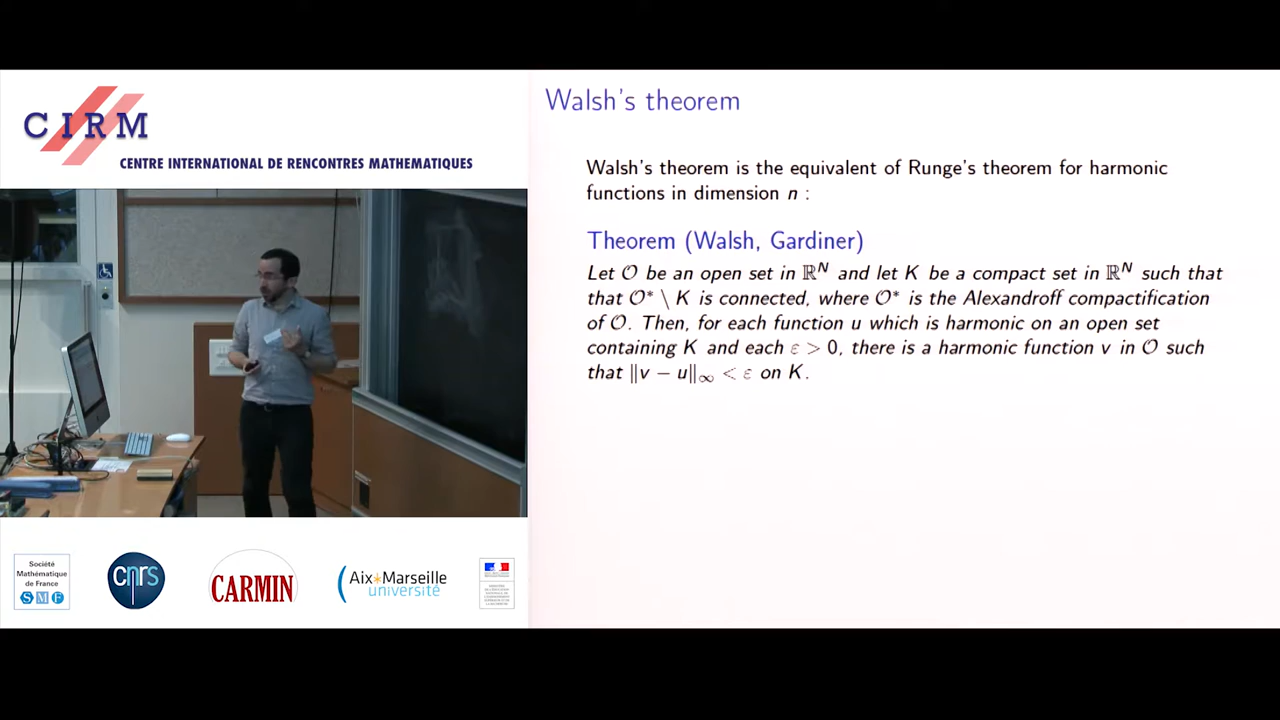 CIRM
CENTRE INTERNATIONAL DE RENCONTRES MATHEMATIQUES
Walsh's theorem
Walsh's theorem is the equivalent of Runge's theorem for harmonic
functions in dimension n :
Theorem (Walsh, Gardiner)
Let O be an open set in ℝᴺ and let K be a compact set in ℝᴺ such that
that O* \ K is connected, where O* is the Alexandroff compactification
of O. Then, for each function u which is harmonic on an open set
containing K and each ε > 0, there is a harmonic function v in O such
that ‖v − u‖∞ < ε on K.
Société
Mathématique
de France
SMF
cnrs
CARMIN
Aix*Marseille
université